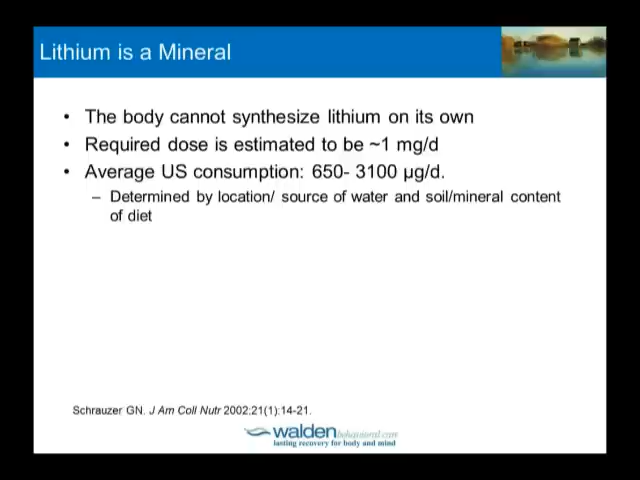 Lithium is a Mineral
• The body cannot synthesize lithium on its own
• Required dose is estimated to be ~1 mg/d
• Average US consumption: 650- 3100 µg/d.
– Determined by location/ source of water and soil/mineral content
of diet
Schrauzer GN. J Am Coll Nutr 2002;21(1):14-21.
walden behavioral care
lasting recovery for body and mind